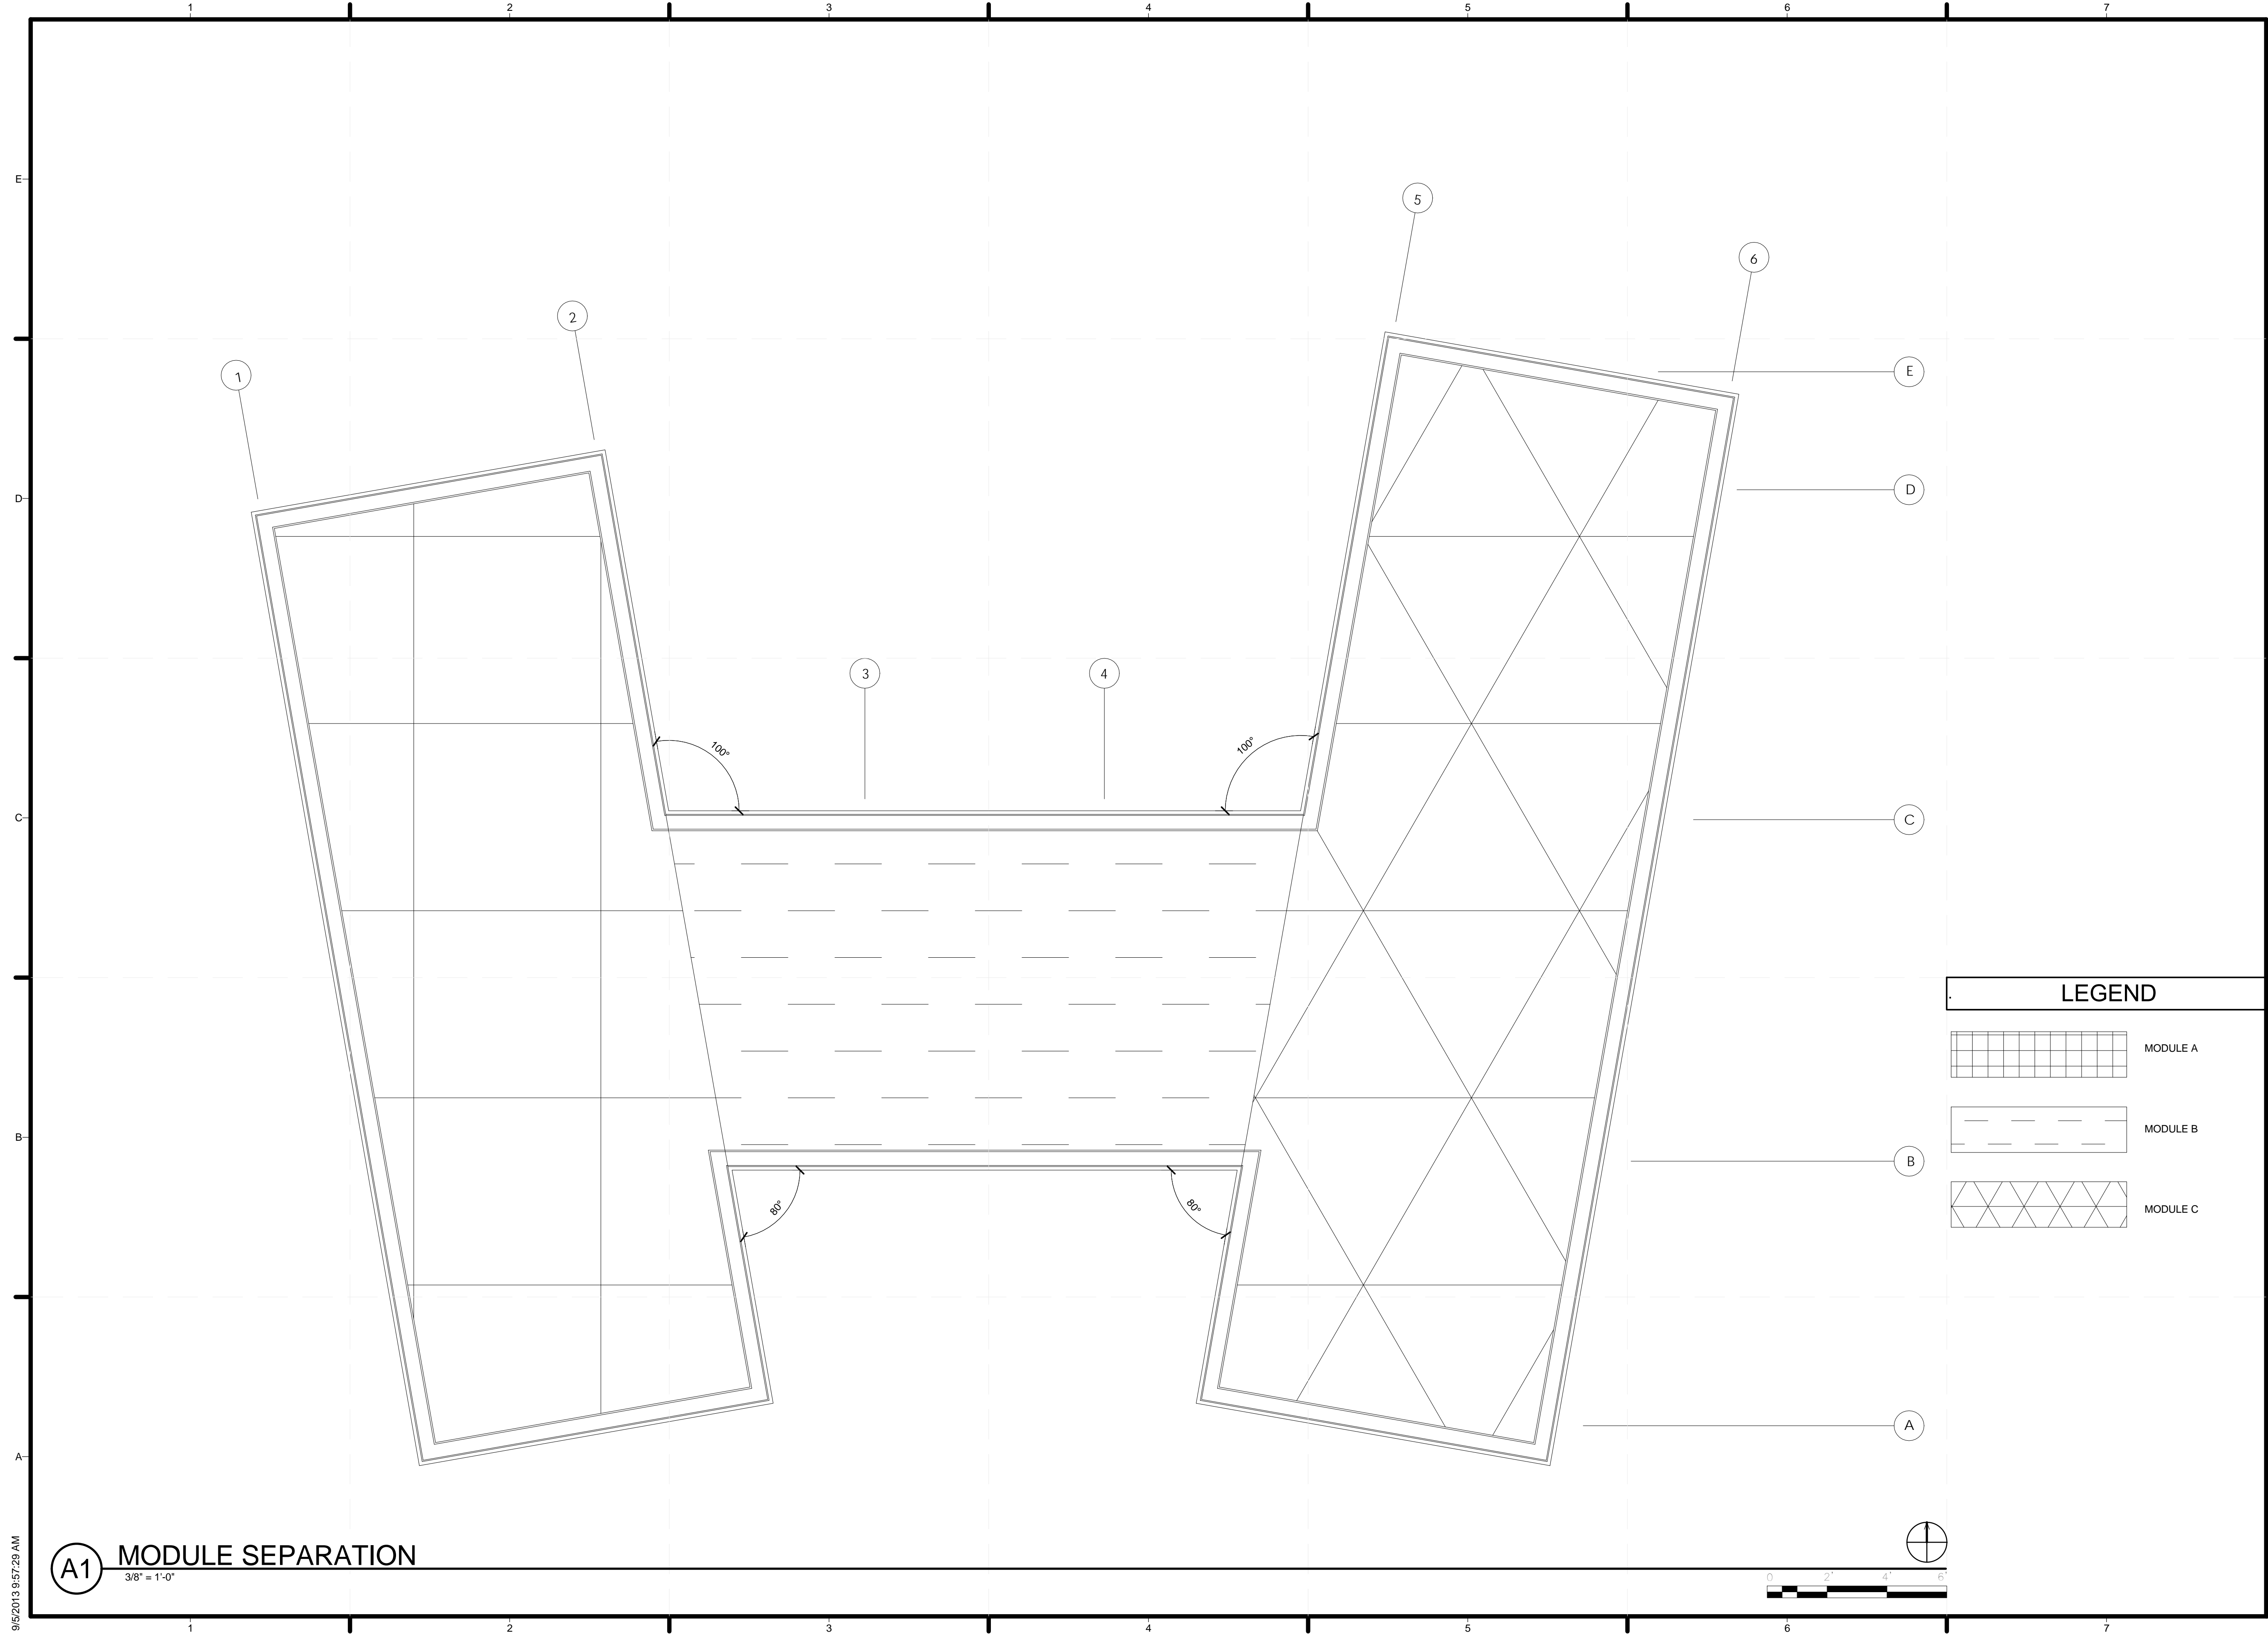 1 2 3 4 5 6 7
E
5
6
2
E
1
D
D
3 4
100° 100°
C
C
LEGEND
MODULE A
MODULE B
B
B
80° 80°
MODULE C
A
A
A1 MODULE SEPARATION
3/8" = 1'-0"
0 2' 4' 6'
9/5/2013 9:57:29 AM
1 2 3 4 5 6 7